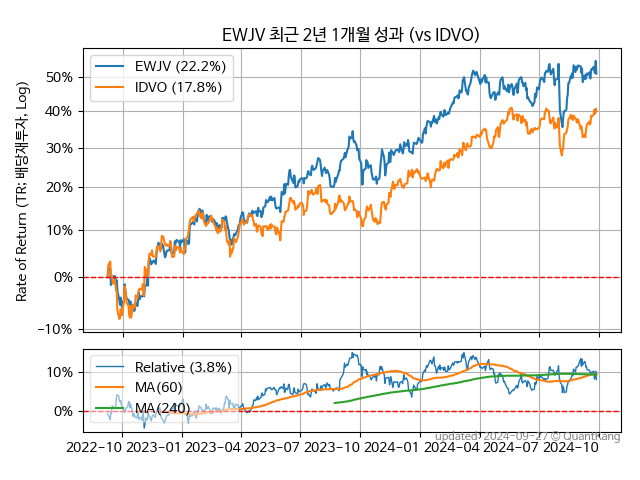 EWJV 최근 2년 1개월 성과 (vs IDVO)
Rate of Return (TR: 배당재투자, Log)
50%
40%
30%
20%
10%
0%
−10%
EWJV (22.2%)
IDVO (17.8%)
10%
0%
Relative (3.8%)
MA(60)
MA(240)
updated: 2024-09-27 © QuantKang
2022-10 2023-01 2023-04 2023-07 2023-10 2024-01 2024-04 2024-07 2024-10